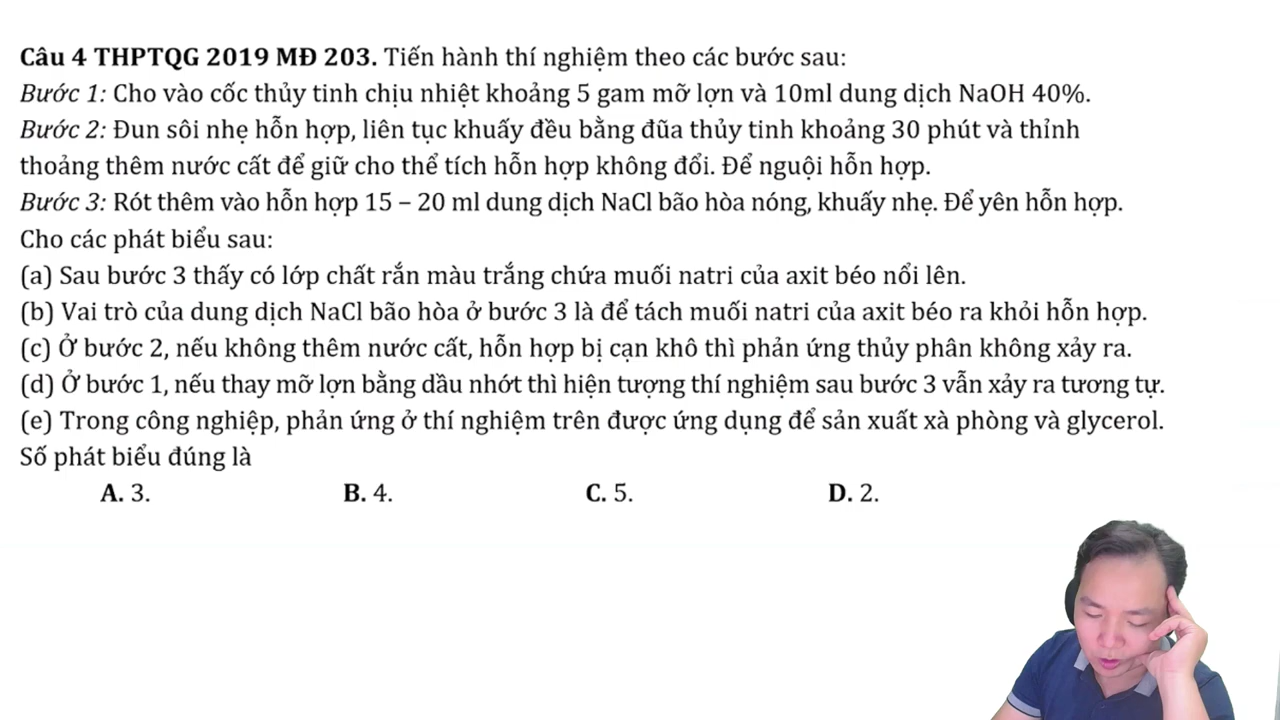 Câu 4 THPTQG 2019 MĐ 203. Tiến hành thí nghiệm theo các bước sau:
Bước 1: Cho vào cốc thủy tinh chịu nhiệt khoảng 5 gam mỡ lợn và 10ml dung dịch NaOH 40%.
Bước 2: Đun sôi nhẹ hỗn hợp, liên tục khuấy đều bằng đũa thủy tinh khoảng 30 phút và thỉnh
thoảng thêm nước cất để giữ cho thể tích hỗn hợp không đổi. Để nguội hỗn hợp.
Bước 3: Rót thêm vào hỗn hợp 15 – 20 ml dung dịch NaCl bão hòa nóng, khuấy nhẹ. Để yên hỗn hợp.
Cho các phát biểu sau:
(a) Sau bước 3 thấy có lớp chất rắn màu trắng chứa muối natri của axit béo nổi lên.
(b) Vai trò của dung dịch NaCl bão hòa ở bước 3 là để tách muối natri của axit béo ra khỏi hỗn hợp.
(c) Ở bước 2, nếu không thêm nước cất, hỗn hợp bị cạn khô thì phản ứng thủy phân không xảy ra.
(d) Ở bước 1, nếu thay mỡ lợn bằng dầu nhớt thì hiện tượng thí nghiệm sau bước 3 vẫn xảy ra tương tự.
(e) Trong công nghiệp, phản ứng ở thí nghiệm trên được ứng dụng để sản xuất xà phòng và glycerol.
Số phát biểu đúng là
A. 3. B. 4. C. 5. D. 2.